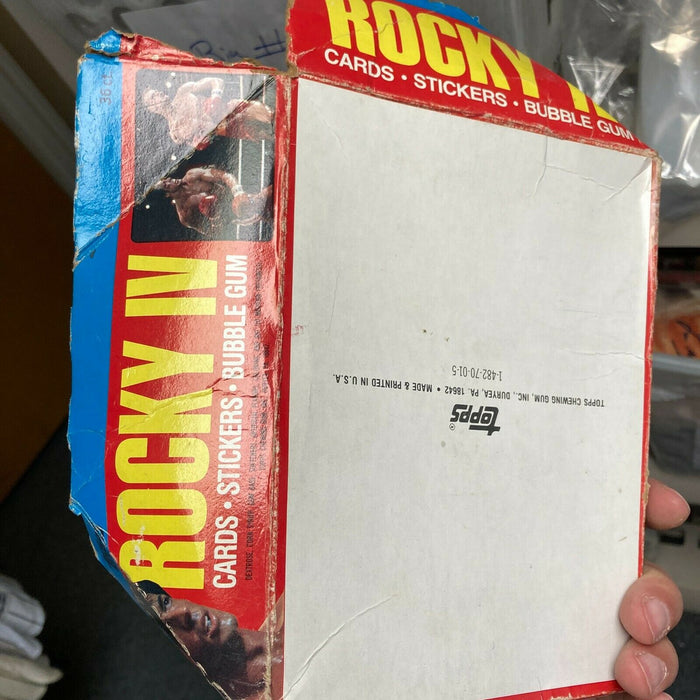 ROCKY IV
CARDS • STICKERS • BUBBLE GUM
ROCKY IV
CARDS • STICKERS • BUBBLE GUM
topps
TOPPS CHEWING GUM, INC., DURYEA, PA. 18642 • MADE & PRINTED IN U.S.A.
1-482-70-01-5